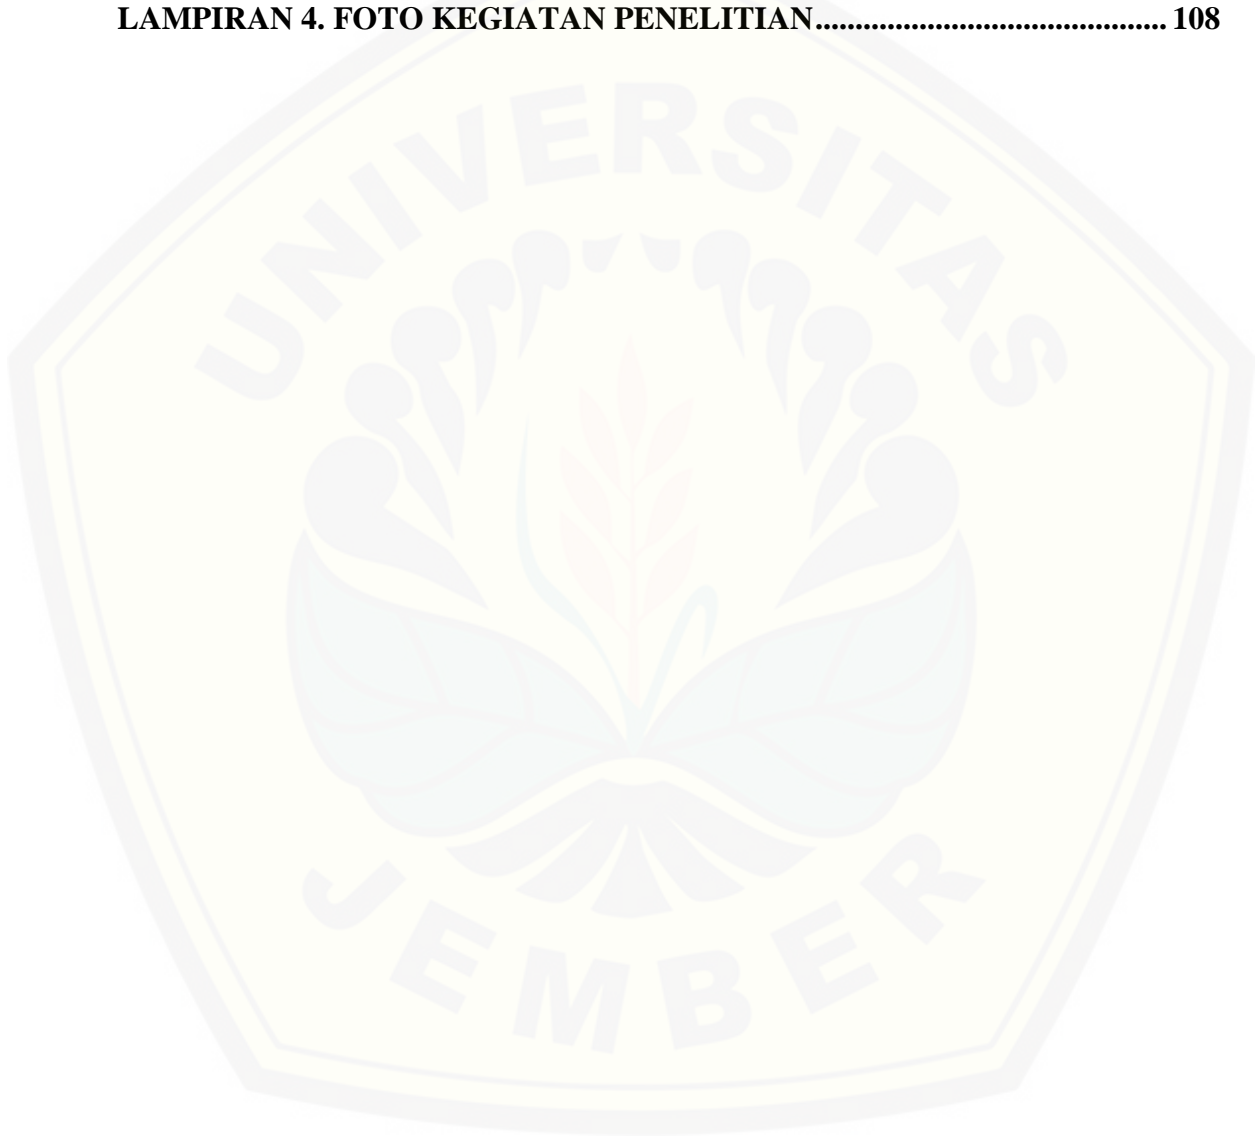 LAMPIRAN 4. FOTO KEGIATAN PENELITIAN............................................ 108
UNIVERSITAS
JEMBER